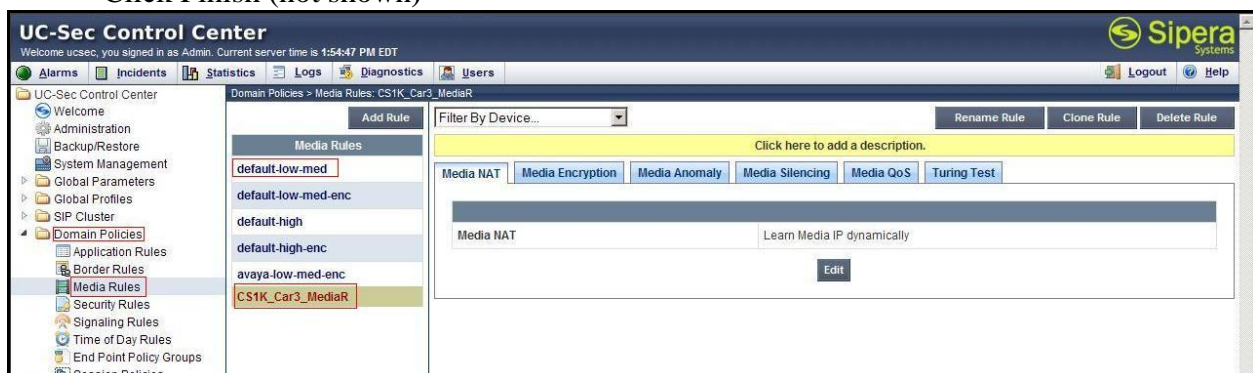 Click Finish (not shown)
UC-Sec Control Center
Welcome ucsec, you signed in as Admin. Current server time is 1:54:47 PM EDT
Sipera
Systems
Alarms Incidents Statistics Logs Diagnostics Users Logout Help
UC-Sec Control Center
Welcome
Administration
Backup/Restore
System Management
Global Parameters
Global Profiles
SIP Cluster
Domain Policies
Application Rules
Border Rules
Media Rules
Security Rules
Signaling Rules
Time of Day Rules
End Point Policy Groups
Domain Policies > Media Rules: CS1K_Car3_MediaR
Add Rule
Media Rules
default-low-med
default-low-med-enc
default-high
default-high-enc
avaya-low-med-enc
CS1K_Car3_MediaR
Filter By Device...
Rename Rule Clone Rule Delete Rule
Click here to add a description.
Media NAT Media Encryption Media Anomaly Media Silencing Media QoS Turing Test
Media NAT Learn Media IP dynamically
Edit